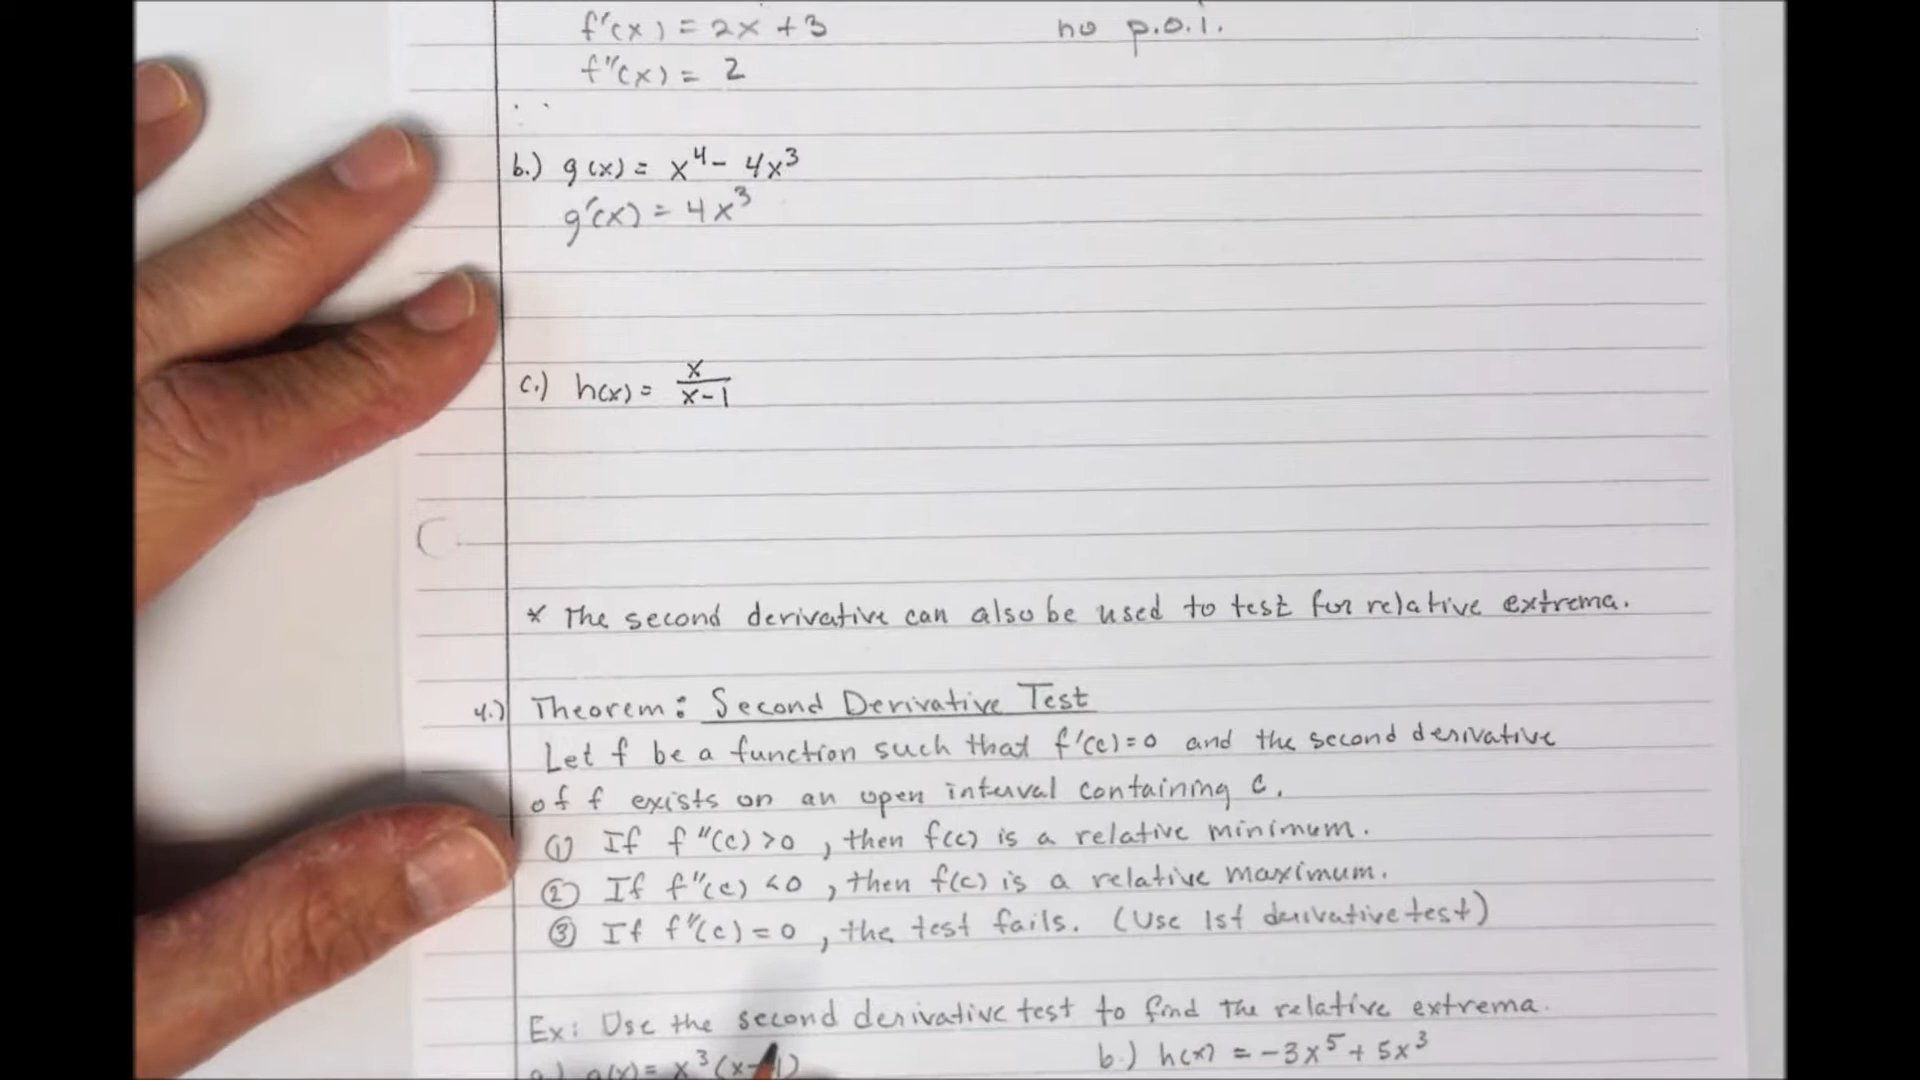 f'(x) = 2x + 3 no p.o.i.
f''(x) = 2
b.) g(x) = x⁴ - 4x³
g'(x) = 4x³
c.) h(x) = x/(x-1)
* The second derivative can also be used to test for relative extrema.
4.) Theorem: Second Derivative Test
Let f be a function such that f'(c)=0 and the second derivative
of f exists on an open interval containing c.
① If f''(c) > 0, then f(c) is a relative minimum.
② If f''(c) < 0, then f(c) is a relative maximum.
③ If f''(c) = 0, the test fails. (Use 1st derivative test)
Ex: Use the second derivative test to find the relative extrema.
a.) g(x) = x³(x-1) b.) h(x) = -3x⁵ + 5x³